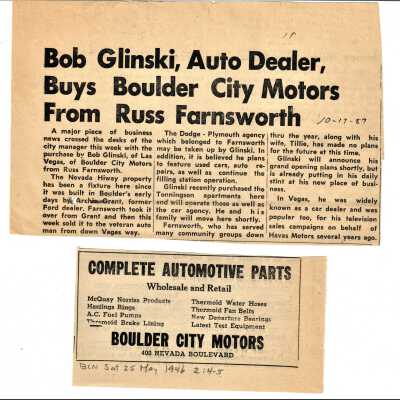 Bob Glinski, Auto Dealer,
Buys Boulder City Motors
From Russ Farnsworth
10-17-57
A major piece of business
news crossed the desks of the
city manager this week with the
purchase by Bob Glinski, of Las
Vegas, of Boulder City Motors
from Russ Farnsworth.
The Nevada Hiway property
has been a fixture here since
it was built in Boulder's early
days by Archie Grant, former
Ford dealer. Farnsworth took it
over from Grant and then this
week sold it to the veteran auto
man from down Vegas way.
The Dodge - Plymouth agency
which belonged to Farnsworth
may be taken up by Glinski. In
addition, it is believed he plans
to feature used cars, auto re-
pairs, as well as continue the
filling station operation.
Glinski recently purchased the
Tonningsen apartments here
and will operate those as well as
the car agency. He and his
family will move here shortly.
Farnsworth, who has served
many community groups down
thru the year, along with his
wife, Tillie, has made no plans
for the future at this time.
Glinski will announce his
grand opening plans shortly, but
is already putting in his daily
stint at his new place of busi-
ness.
In Vegas, he was widely
known as a car dealer and was
popular too, for his television
sales campaigns on behalf of
Havas Motors several years ago.
COMPLETE AUTOMOTIVE PARTS
Wholesale and Retail
McQuay Norriss Products
Hastings Rings
A.C. Fuel Pumps
Thermoid Brake Lining
Thermoid Water Hoses
Thermoid Fan Belts
New Departure Bearings
Latest Test Equipment
BOULDER CITY MOTORS
400 NEVADA BOULEVARD
BCN Sat 25 May 1946 2:4-5